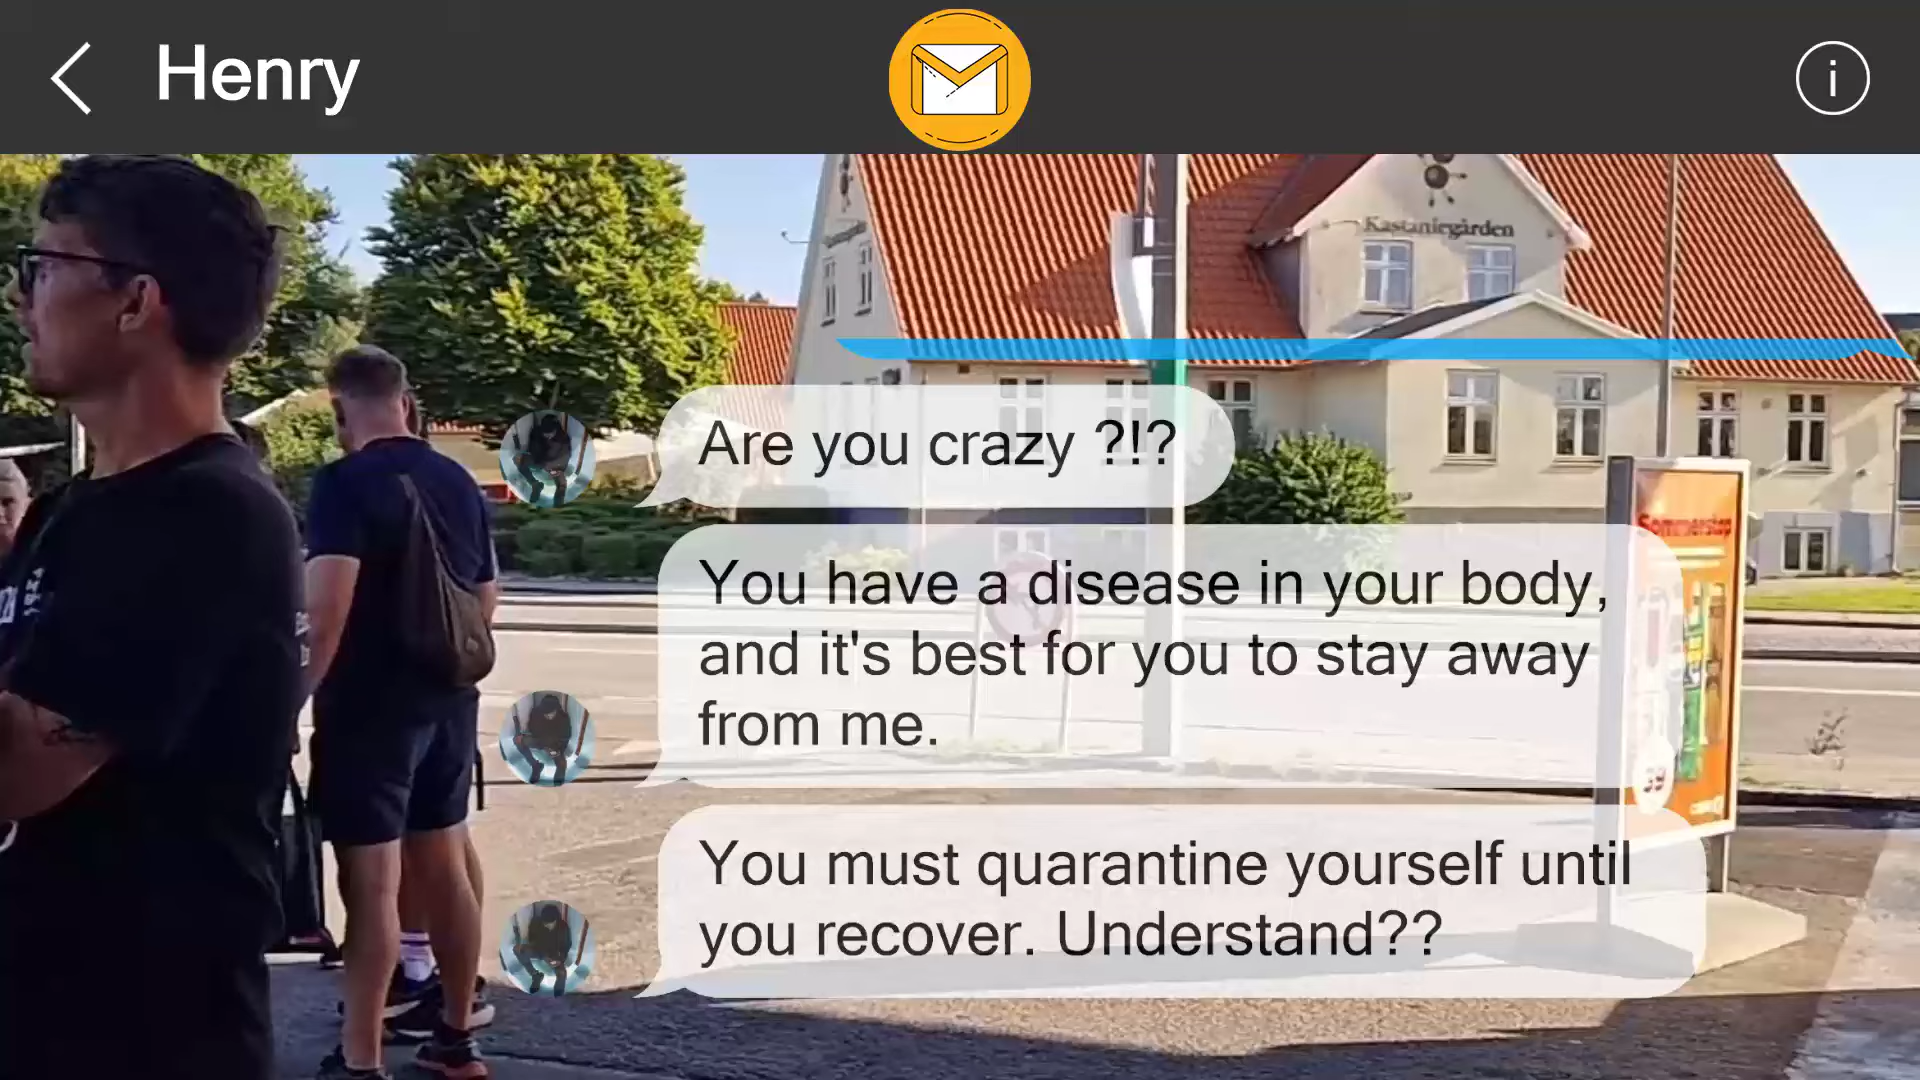 Henry
Kastaniegården
Are you crazy ?!?
Sommersjop
You have a disease in your body,
and it's best for you to stay away
from me.
You must quarantine yourself until
you recover. Understand??